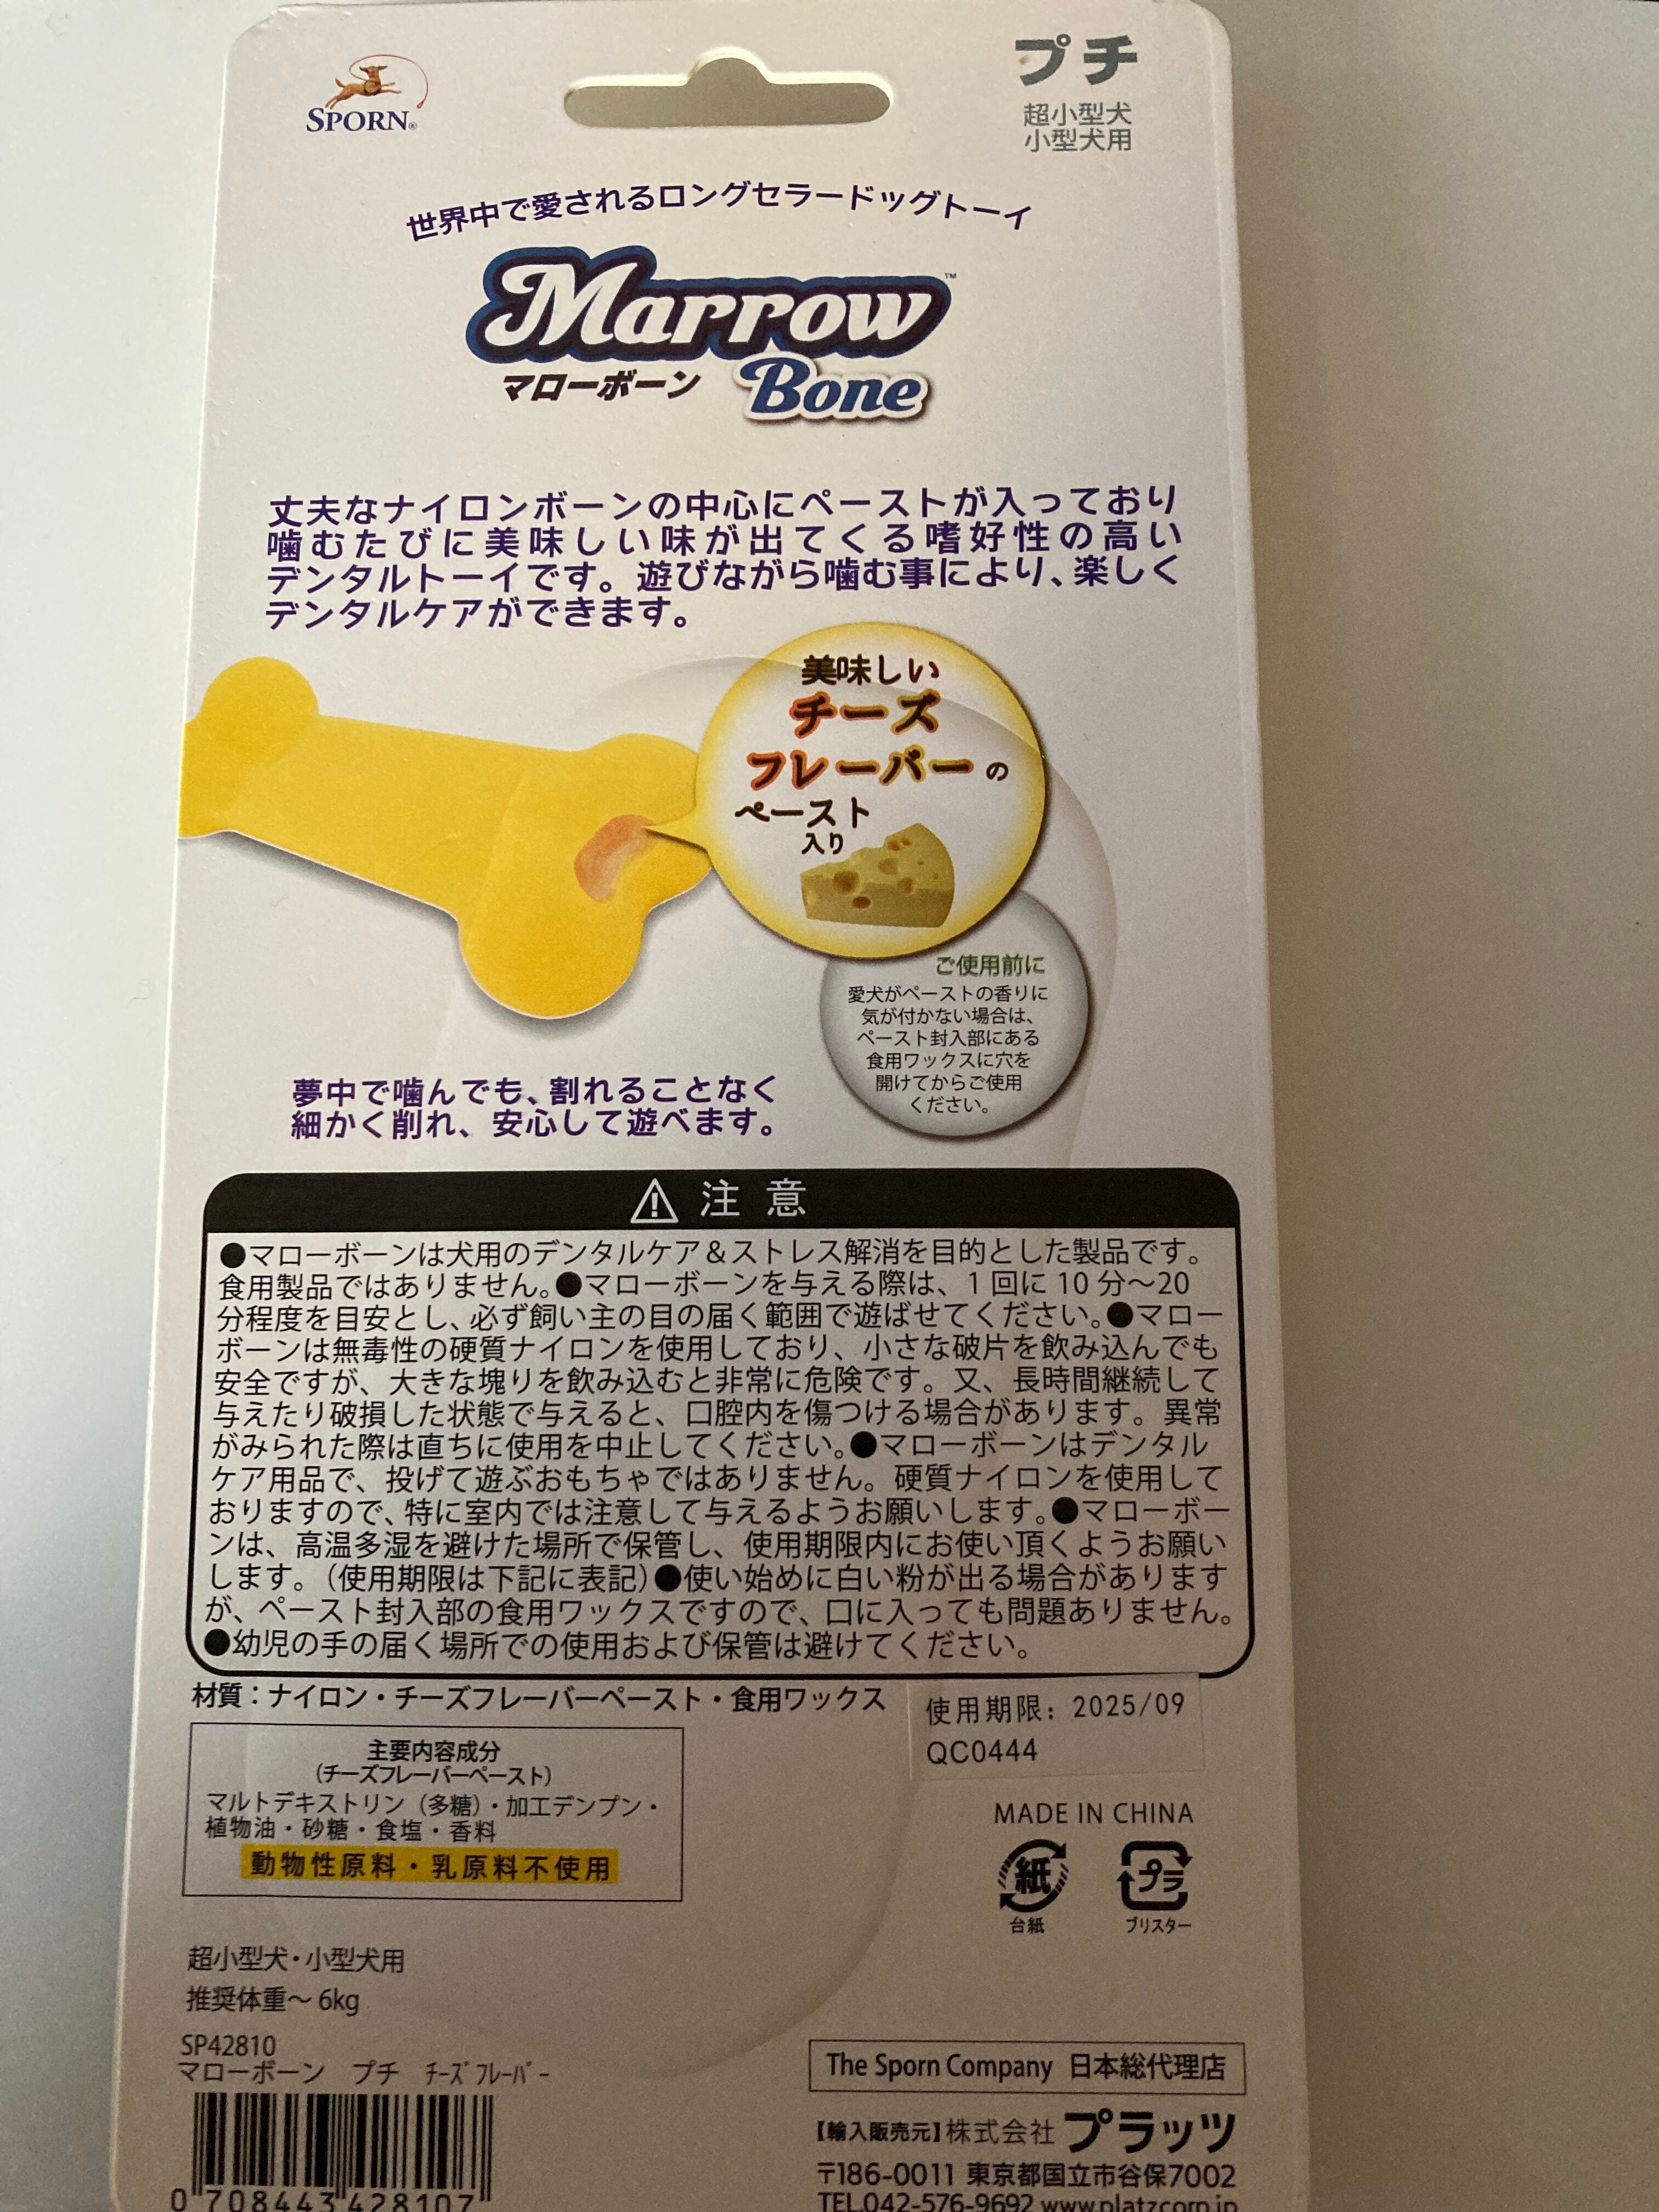 SPORN®
プチ
超小型犬
小型犬用
世界中で愛されるロングセラードッグトーイ
Marrow™
マローボーン Bone
丈夫なナイロンボーンの中心にペーストが入っており
噛むたびに美味しい味が出てくる嗜好性の高い
デンタルトーイです。遊びながら噛む事により、楽しく
デンタルケアができます。
美味しい
チーズ
フレーバーの
ペースト
入り
ご使用前に
愛犬がペーストの香りに
気が付かない場合は、
ペースト封入部にある
食用ワックスに穴を
開けてからご使用
ください。
夢中で噛んでも、割れることなく
細かく削れ、安心して遊べます。
注意
●マローボーンは犬用のデンタルケア＆ストレス解消を目的とした製品です。
食用製品ではありません。●マローボーンを与える際は、1回に10分～20
分程度を目安とし、必ず飼い主の目の届く範囲で遊ばせてください。●マロー
ボーンは無毒性の硬質ナイロンを使用しており、小さな破片を飲み込んでも
安全ですが、大きな塊りを飲み込むと非常に危険です。又、長時間継続して
与えたり破損した状態で与えると、口腔内を傷つける場合があります。異常
がみられた際は直ちに使用を中止してください。●マローボーンはデンタル
ケア用品で、投げて遊ぶおもちゃではありません。硬質ナイロンを使用して
おりますので、特に室内では注意して与えるようお願いします。●マローボー
ンは、高温多湿を避けた場所で保管し、使用期限内にお使い頂くようお願い
します。（使用期限は下記に表記）●使い始めに白い粉が出る場合があります
が、ペースト封入部の食用ワックスですので、口に入っても問題ありません。
●幼児の手の届く場所での使用および保管は避けてください。
材質：ナイロン・チーズフレーバーペースト・食用ワックス
使用期限: 2025/09
QC0444
主要内容成分
（チーズフレーバーペースト）
マルトデキストリン（多糖）・加工デンプン・
植物油・砂糖・食塩・香料
動物性原料・乳原料不使用
MADE IN CHINA
紙
台紙
プラ
ブリスター
超小型犬・小型犬用
推奨体重～6kg
SP42810
マローボーン プチ ﾁｰｽﾞﾌﾚｰﾊﾞｰ
0 708443 428107
The Sporn Company 日本総代理店
【輸入販売元】株式会社 プラッツ
〒186-0011 東京都国立市谷保7002
TEL.042-576-9692 www.platzcorp.jp